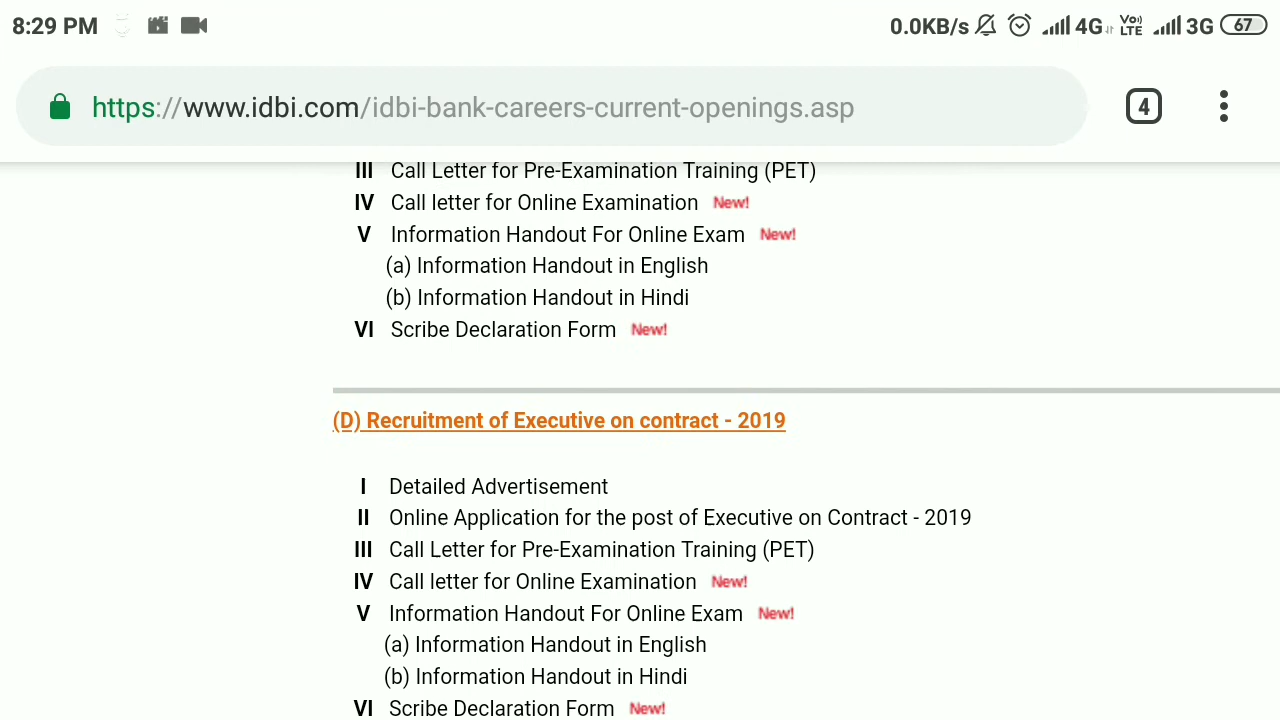 8:29 PM 0.0KB/s 4G Vo) LTE 3G 67
https://www.idbi.com/idbi-bank-careers-current-openings.asp 4
III Call Letter for Pre-Examination Training (PET)
IV Call letter for Online Examination New!
V Information Handout For Online Exam New!
(a) Information Handout in English
(b) Information Handout in Hindi
VI Scribe Declaration Form New!
(D) Recruitment of Executive on contract - 2019
I Detailed Advertisement
II Online Application for the post of Executive on Contract - 2019
III Call Letter for Pre-Examination Training (PET)
IV Call letter for Online Examination New!
V Information Handout For Online Exam New!
(a) Information Handout in English
(b) Information Handout in Hindi
VI Scribe Declaration Form New!